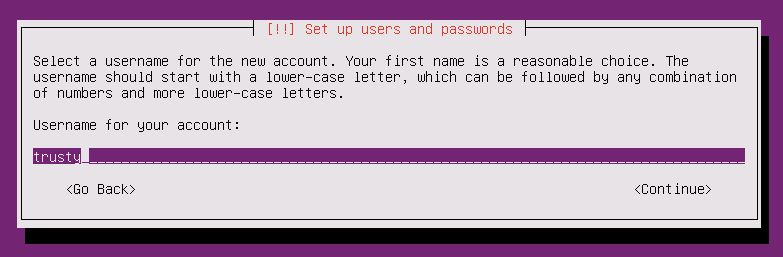 [!!] Set up users and passwords
Select a username for the new account. Your first name is a reasonable choice. The
username should start with a lower-case letter, which can be followed by any combination
of numbers and more lower-case letters.
Username for your account:
trusty
<Go Back> <Continue>